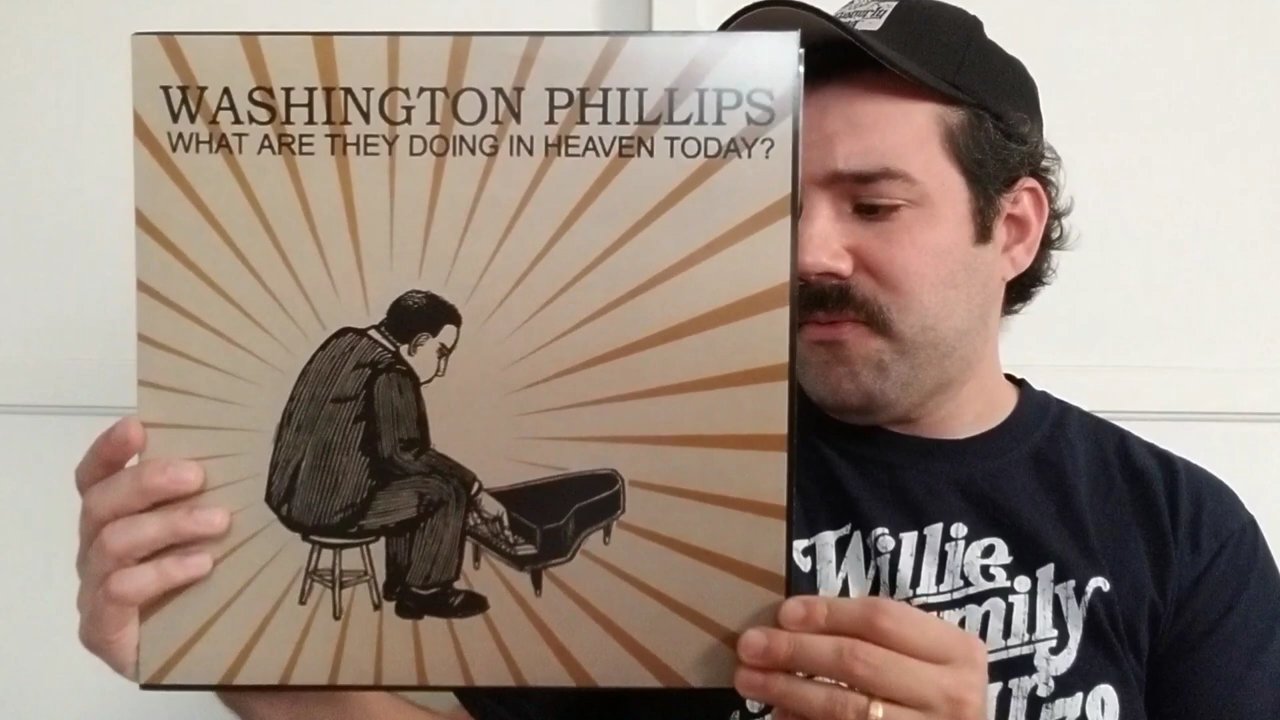 WASHINGTON PHILLIPS
WHAT ARE THEY DOING IN HEAVEN TODAY?
Willie